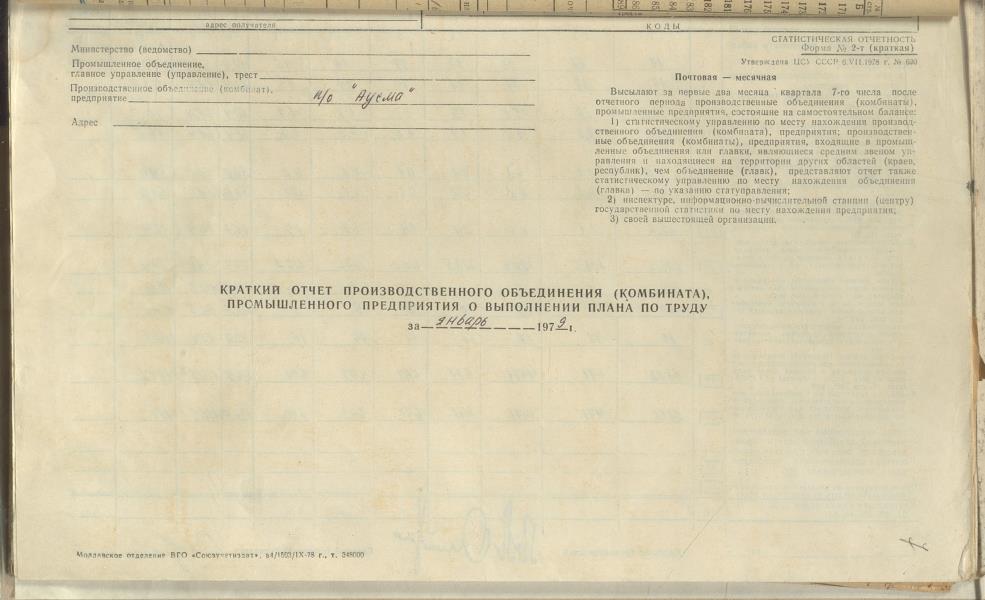 адрес получателя
КОДЫ
СТАТИСТИЧЕСКАЯ ОТЧЕТНОСТЬ
Форма № 2-т (краткая)
Утверждена ЦСУ СССР 6.VII.1978 г. № 600
Министерство (ведомство)
Промышленное объединение,
главное управление (управление), трест
Производственное объединение (комбинат),
предприятие п/о "Аусма"
Адрес
Почтовая — месячная
Высылают за первые два месяца квартала 7-го числа после
отчетного периода производственные объединения (комбинаты),
промышленные предприятия, состоящие на самостоятельном балансе:
1) статистическому управлению по месту нахождения производ-
ственного объединения (комбината), предприятия; производствен-
ные объединения (комбинаты), предприятия, входящие в промыш-
ленные объединения или главки, являющиеся средним звеном уп-
равления и находящиеся на территории других областей (краев,
республик), чем объединение (главк), представляют отчет также
статистическому управлению по месту нахождения объединения
(главка) — по указанию статуправления;
2) инспектуре, информационно-вычислительной станции (центру)
государственной статистики по месту нахождения предприятия;
3) своей вышестоящей организации.
КРАТКИЙ ОТЧЕТ ПРОИЗВОДСТВЕННОГО ОБЪЕДИНЕНИЯ (КОМБИНАТА),
ПРОМЫШЛЕННОГО ПРЕДПРИЯТИЯ О ВЫПОЛНЕНИИ ПЛАНА ПО ТРУДУ
за январь 1979 г.
Молдавское отделение ВГО «Союзучетиздат», з4/1593/IX-78 г., т. 348000